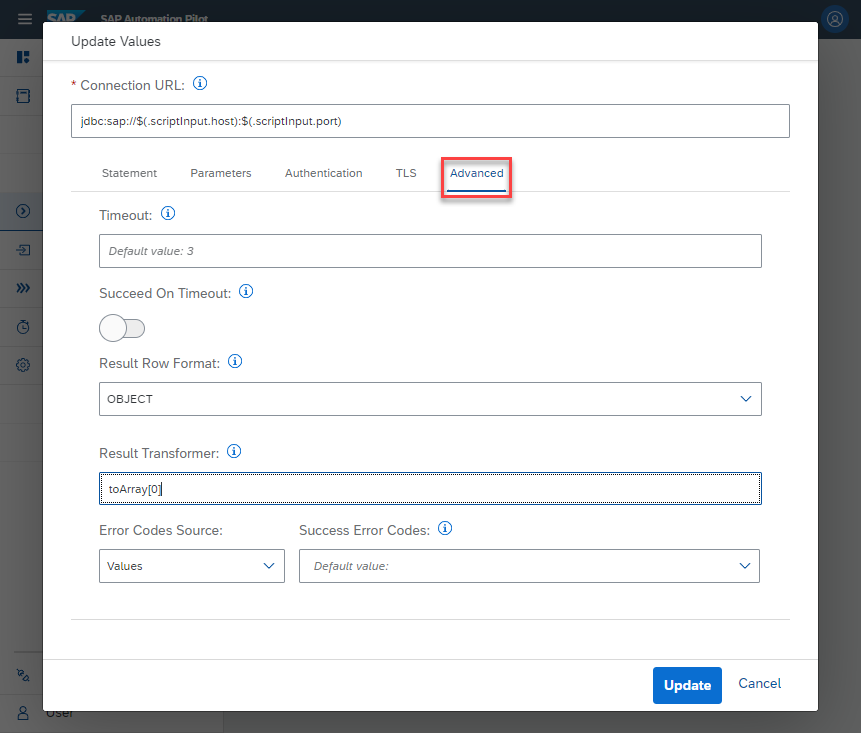 SAP SAP Automation Pilot
Update Values
* Connection URL:
jdbc:sap://$(.scriptInput.host):$(.scriptInput.port)
Statement Parameters Authentication TLS Advanced
Timeout:
Default value: 3
Succeed On Timeout:
Result Row Format:
OBJECT
Result Transformer:
toArray[0]
Error Codes Source: Success Error Codes:
Values Default value:
Update Cancel
User